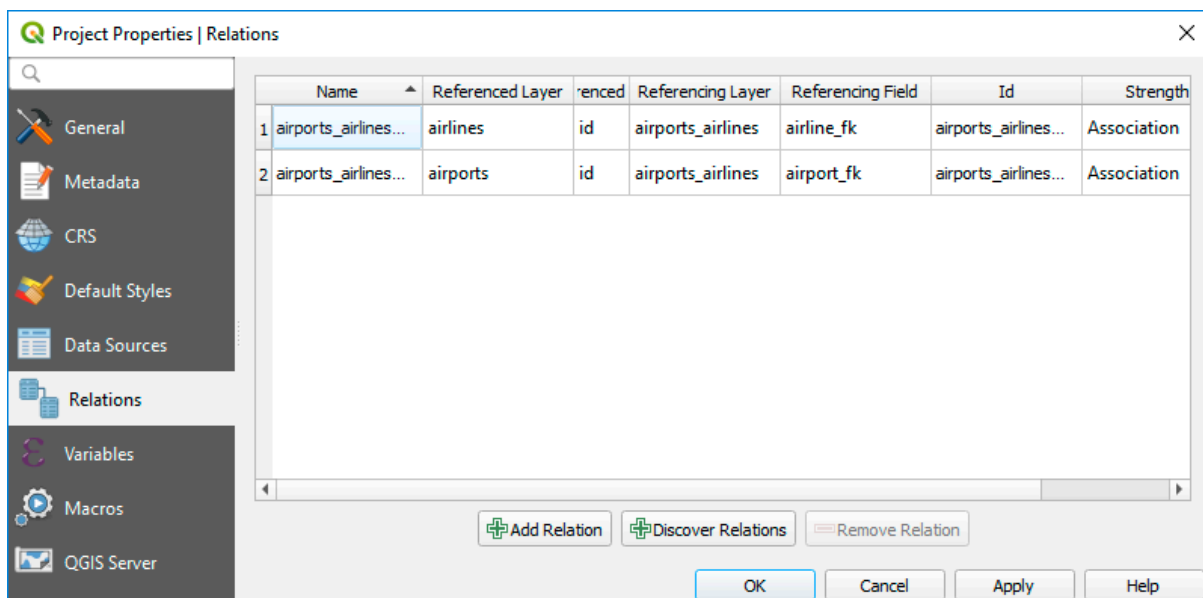 Project Properties | Relations
General
Metadata
CRS
Default Styles
Data Sources
Relations
Variables
Macros
QGIS Server
Name Referenced Layer renced Referencing Layer Referencing Field Id Strength
1 airports_airlines... airlines id airports_airlines airline_fk airports_airlines... Association
2 airports_airlines... airports id airports_airlines airport_fk airports_airlines... Association
Add Relation Discover Relations Remove Relation
OK Cancel Apply Help